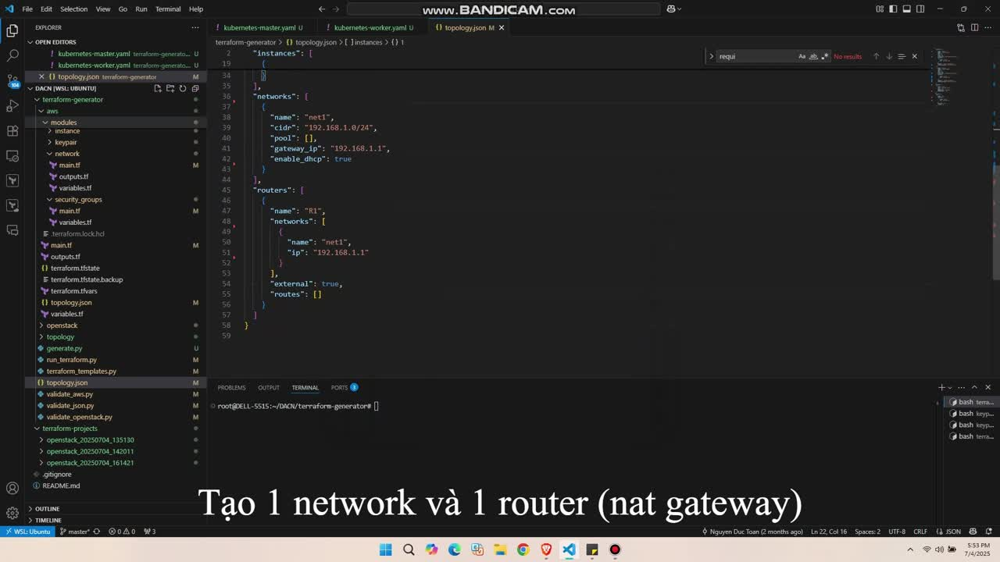 File Edit Selection View Go Run Terminal Help
www.BANDICAM.com
EXPLORER
OPEN EDITORS
kubernetes-master.yaml terraform-generato... U
kubernetes-worker.yaml terraform-generato... U
topology.json terraform-generator M
DACN [WSL: UBUNTU]
terraform-generator
aws
modules
instance
keypair
network
main.tf M
outputs.tf
variables.tf
security_groups
main.tf M
variables.tf
.terraform.lock.hcl
main.tf M
outputs.tf
terraform.tfstate
terraform.tfstate.backup
terraform.tfvars
topology.json M
variables.tf
openstack
topology
generate.py U
run_terraform.py M
terraform_templates.py M
topology.json M
validate_aws.py M
validate_json.py M
validate_openstack.py M
terraform-projects
openstack_20250704_135130
openstack_20250704_142011
openstack_20250704_161421
.gitignore
README.md
OUTLINE
TIMELINE
104
kubernetes-master.yaml U kubernetes-worker.yaml U topology.json M
terraform-generator > {} topology.json > [ ] instances > {} 1
requi Aa ab No results
2 "instances": [
19 {
34 }
35 ],
36 "networks": [
37 {
38 "name": "net1",
39 "cidr": "192.168.1.0/24",
40 "pool": [],
41 "gateway_ip": "192.168.1.1",
42 "enable_dhcp": true
43 }
44 ],
45 "routers": [
46 {
47 "name": "R1",
48 "networks": [
49 {
50 "name": "net1",
51 "ip": "192.168.1.1"
52 }
53 ],
54 "external": true,
55 "routes": []
56 }
57 ]
58 }
59
PROBLEMS OUTPUT TERMINAL PORTS 3
root@DELL-5515:~/DACN/terraform-generator#
bash terra...
bash keyp...
bash keyp...
bash terra...
Tạo 1 network và 1 router (nat gateway)
WSL: Ubuntu master* 0 0 3 Nguyen Duc Toan (2 months ago) Ln 22, Col 16 Spaces: 2 UTF-8 CRLF {} JSON
5:53 PM
7/4/2025